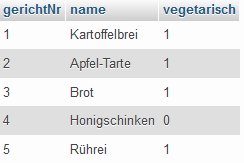 gerichtNr name vegetarisch
1 Kartoffelbrei 1
2 Apfel-Tarte 1
3 Brot 1
4 Honigschinken 0
5 Rührei 1